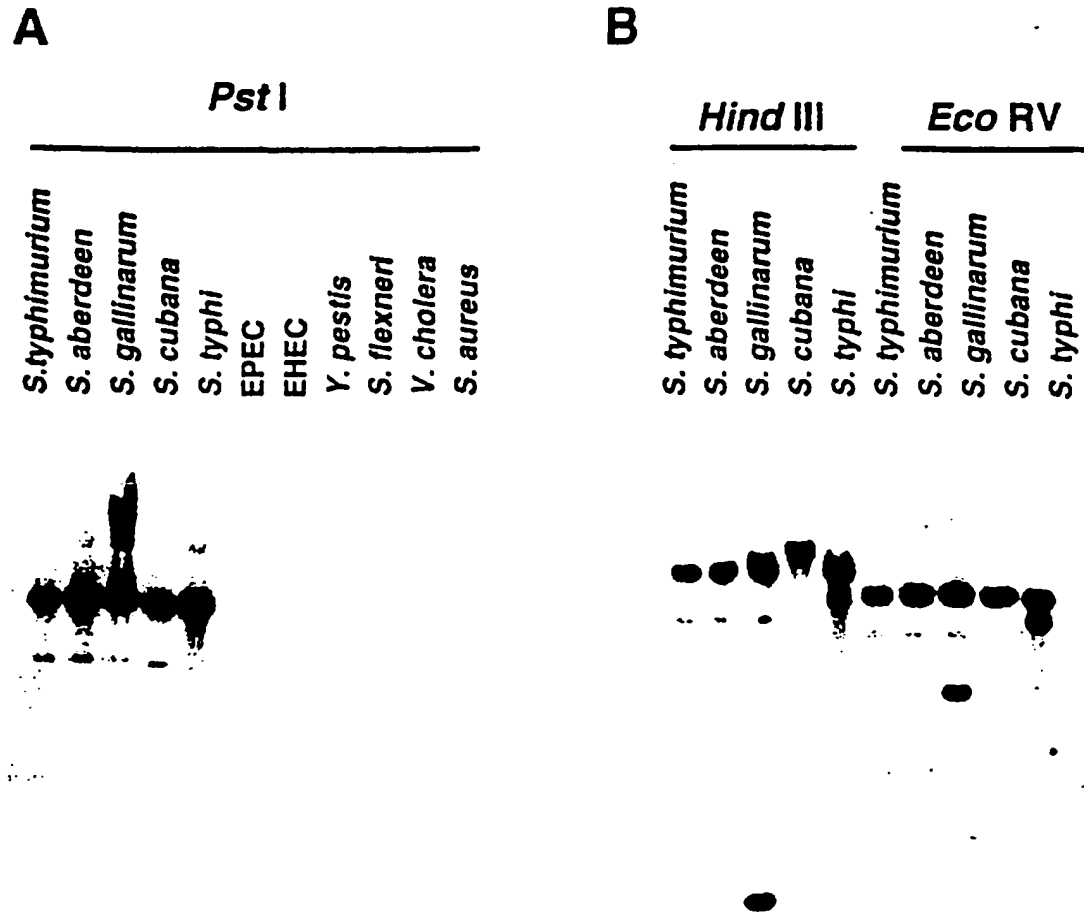 A
B
Pst I
Hind III
Eco RV
S.typhimurium
S. aberdeen
S. gallinarum
S. cubana
S. typhi
EPEC
EHEC
Y. pestis
S. flexneri
V. cholera
S. aureus
S. typhimurium
S. aberdeen
S. gallinarum
S. cubana
S. typhi
S. typhimurium
S. aberdeen
S. gallinarum
S. cubana
S. typhi